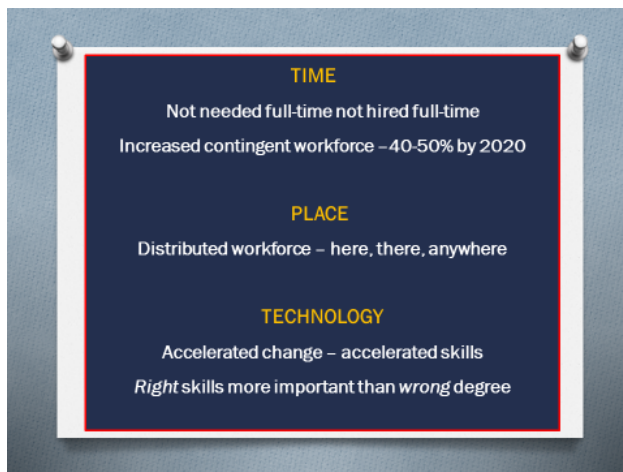 TIME
Not needed full-time not hired full-time
Increased contingent workforce –40-50% by 2020
PLACE
Distributed workforce – here, there, anywhere
TECHNOLOGY
Accelerated change – accelerated skills
Right skills more important than wrong degree